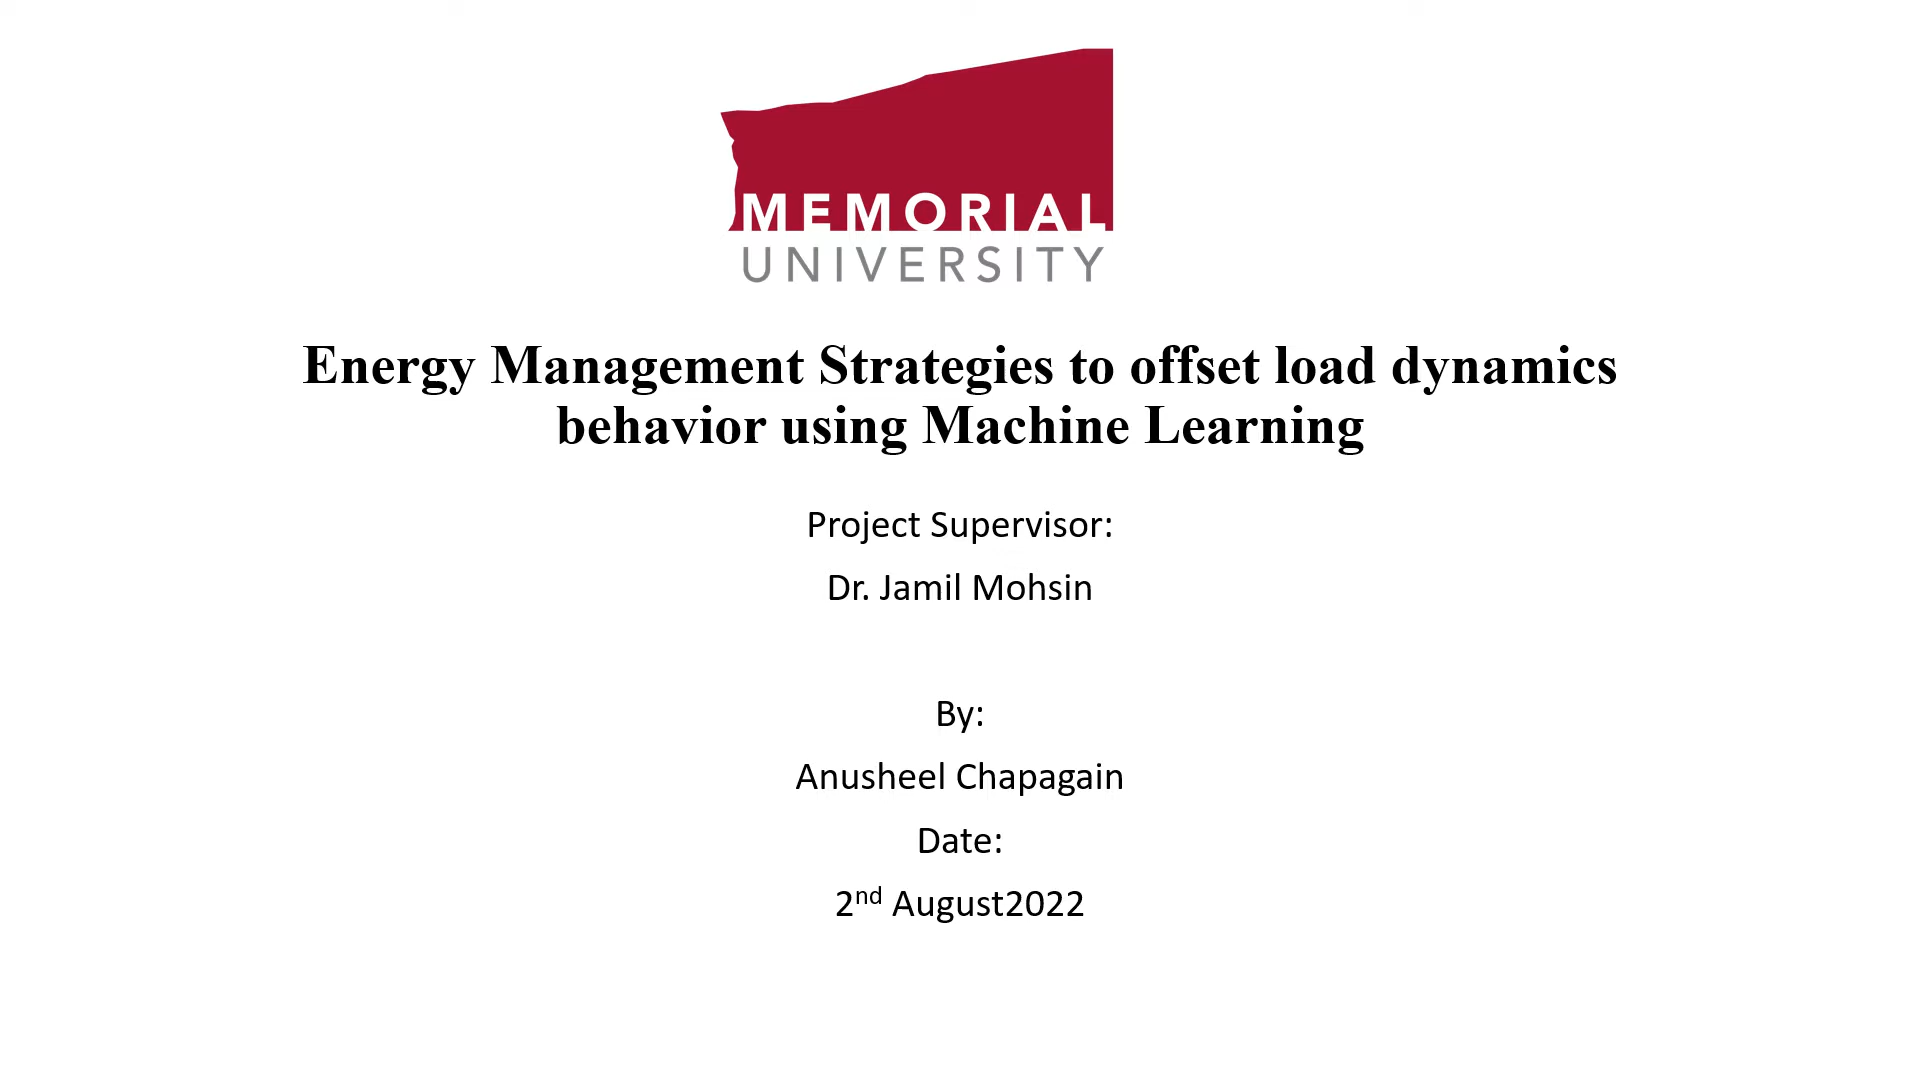 MEMORIAL
UNIVERSITY
Energy Management Strategies to offset load dynamics
behavior using Machine Learning
Project Supervisor:
Dr. Jamil Mohsin
By:
Anusheel Chapagain
Date:
2nd August2022